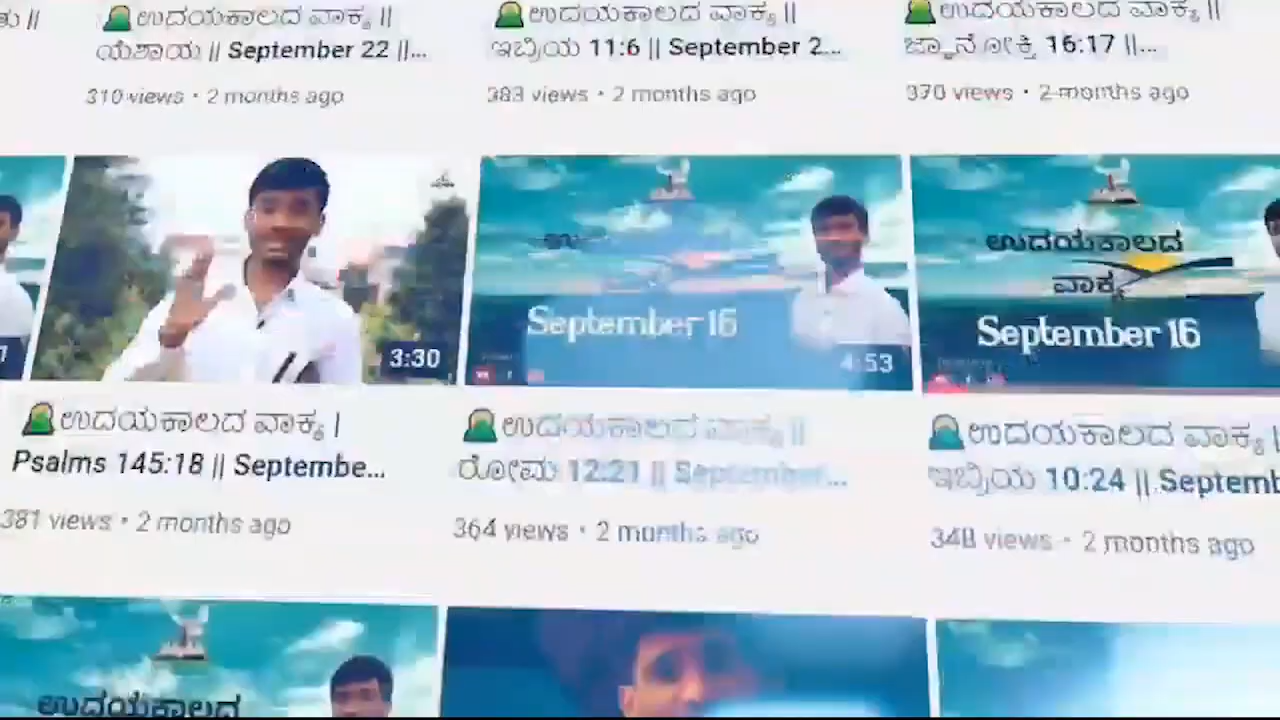 ಉದಯಕಾಲದ ವಾಕ್ಯ ||
ಯೆಶಾಯ || September 22 ||...
310 views • 2 months ago
ಉದಯಕಾಲದ ವಾಕ್ಯ ||
ಇಬ್ರಿಯ 11:6 || September 2...
383 views • 2 months ago
ಉದಯಕಾಲದ ವಾಕ್ಯ ||
ಜ್ಞಾನೋಕ್ತಿ 16:17 ||...
370 views • 2 months ago
3:30
ಉದಯಕಾಲದ ವಾಕ್ಯ |
Psalms 145:18 || Septembe...
381 views • 2 months ago
September 16
4:53
ಉದಯಕಾಲದ ವಾಕ್ಯ ||
ರೋಮ 12:21 || September...
364 views • 2 months ago
ಉದಯಕಾಲದ
ವಾಕ್ಯ
September 16
ಉದಯಕಾಲದ ವಾಕ್ಯ |
ಇಬ್ರಿಯ 10:24 || Septemb
348 views • 2 months ago
ಉದಯಕಾಲದ